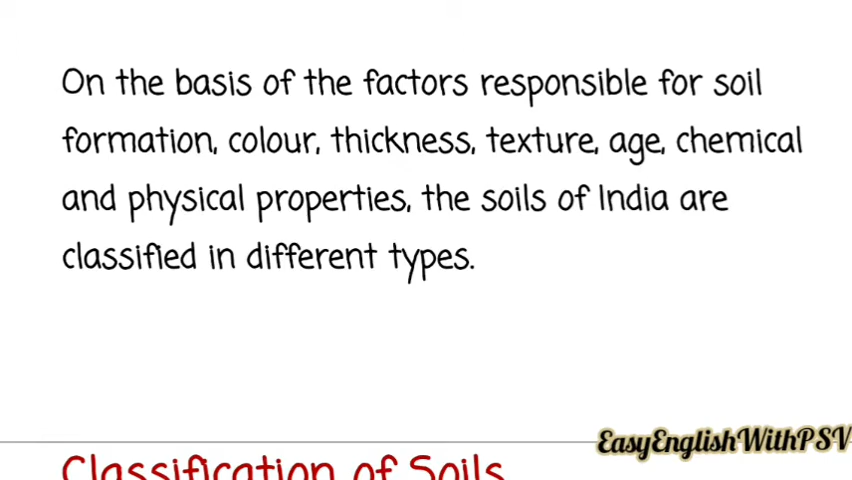 On the basis of the factors responsible for soil
formation, colour, thickness, texture, age, chemical
and physical properties, the soils of India are
classified in different types.
EasyEnglishWithPSV
Classification of Soils